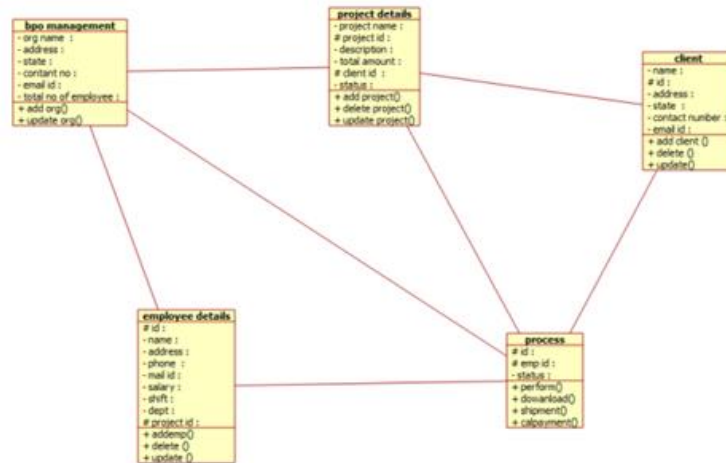 bpo management
- org name :
- address :
- state :
- contant no :
- email id :
- total no of employee :
+ add org()
+ update org()
project details
- project name :
# project id :
- description :
- total amount :
# client id :
- status :
+ add project()
+ delete project()
+ update project()
client
- name :
# id :
- address :
- state :
- contact number :
- email id :
+ add client ()
+ delete ()
+ update()
employee details
# id :
- name :
- address :
- phone :
- mail id :
- salary :
- shift :
- dept :
# project id :
+ addemp()
+ delete ()
+ update ()
process
# id :
# emp id :
- status :
+ perform()
+ dowanload()
+ shipment()
+ calpayment()